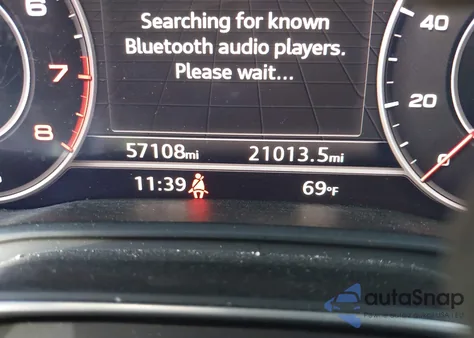 Searching for known
Bluetooth audio players.
Please wait...
6
7
8
40
20
0
57108mi 21013.5mi
11:39 69°F
autoSnap